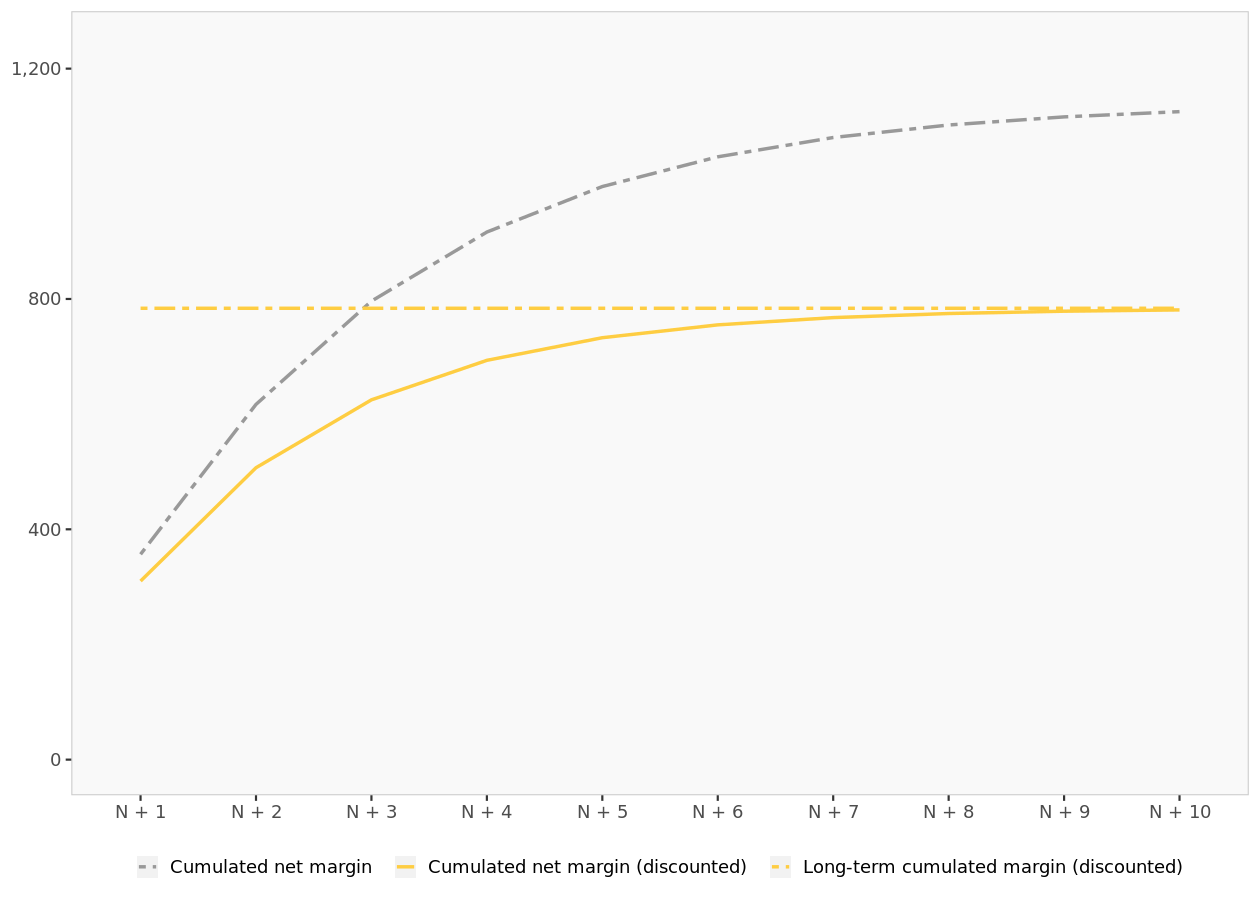 1,200
800
400
0
N + 1 N + 2 N + 3 N + 4 N + 5 N + 6 N + 7 N + 8 N + 9 N + 10
Cumulated net margin Cumulated net margin (discounted) Long-term cumulated margin (discounted)